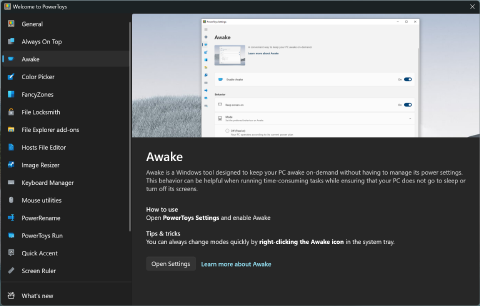 Welcome to PowerToys
General
Always On Top
Awake
Color Picker
FancyZones
File Locksmith
File Explorer add-ons
Hosts File Editor
Image Resizer
Keyboard Manager
Mouse utilities
PowerRename
PowerToys Run
Quick Accent
Screen Ruler
What's new
PowerToys Settings
Awake
Learn more about Awake
Enable Awake
On
Behavior
Keep screen on
On
Mode
Awake
Awake is a Windows tool designed to keep your PC awake on-demand without having to manage its power settings.
This behavior can be helpful when running time-consuming tasks while ensuring that your PC does not go to sleep or
turn off its screens.
How to use
Open PowerToys Settings and enable Awake
Tips & tricks
You can always change modes quickly by right-clicking the Awake icon in the system tray.
Open Settings
Learn more about Awake